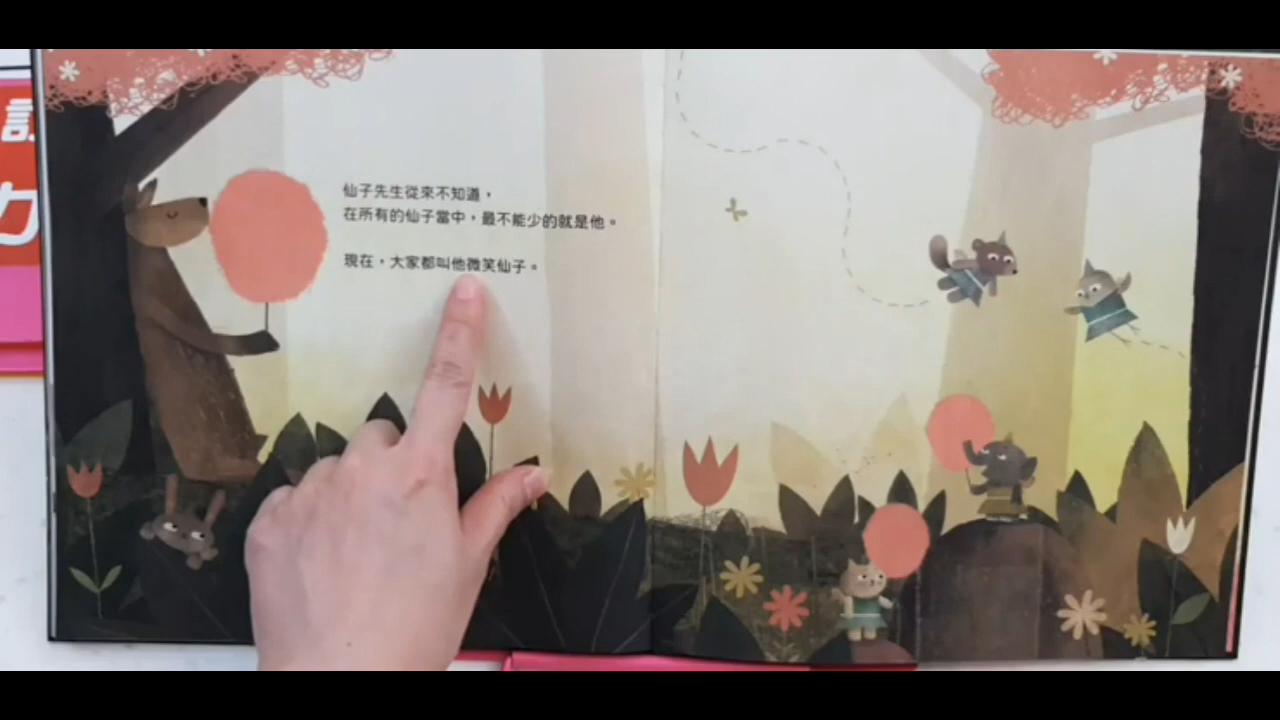 仙子先生從來不知道，
在所有的仙子當中，最不能少的就是他。
現在，大家都叫他微笑仙子。
力